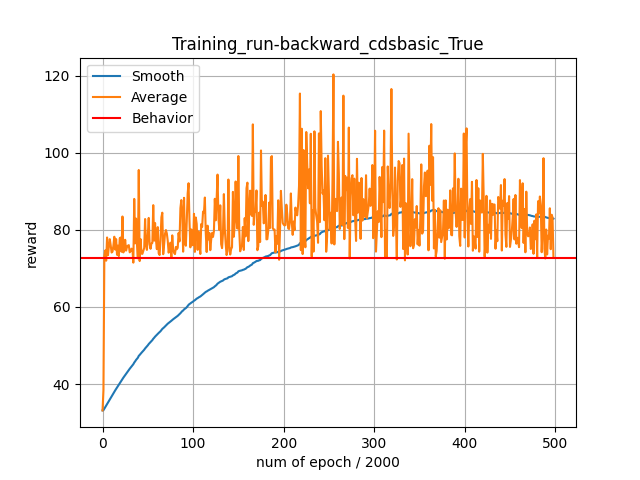 Training_run-backward_cdsbasic_True
Smooth
Average
Behavior
120
100
80
60
40
reward
0
100
200
300
400
500
num of epoch / 2000